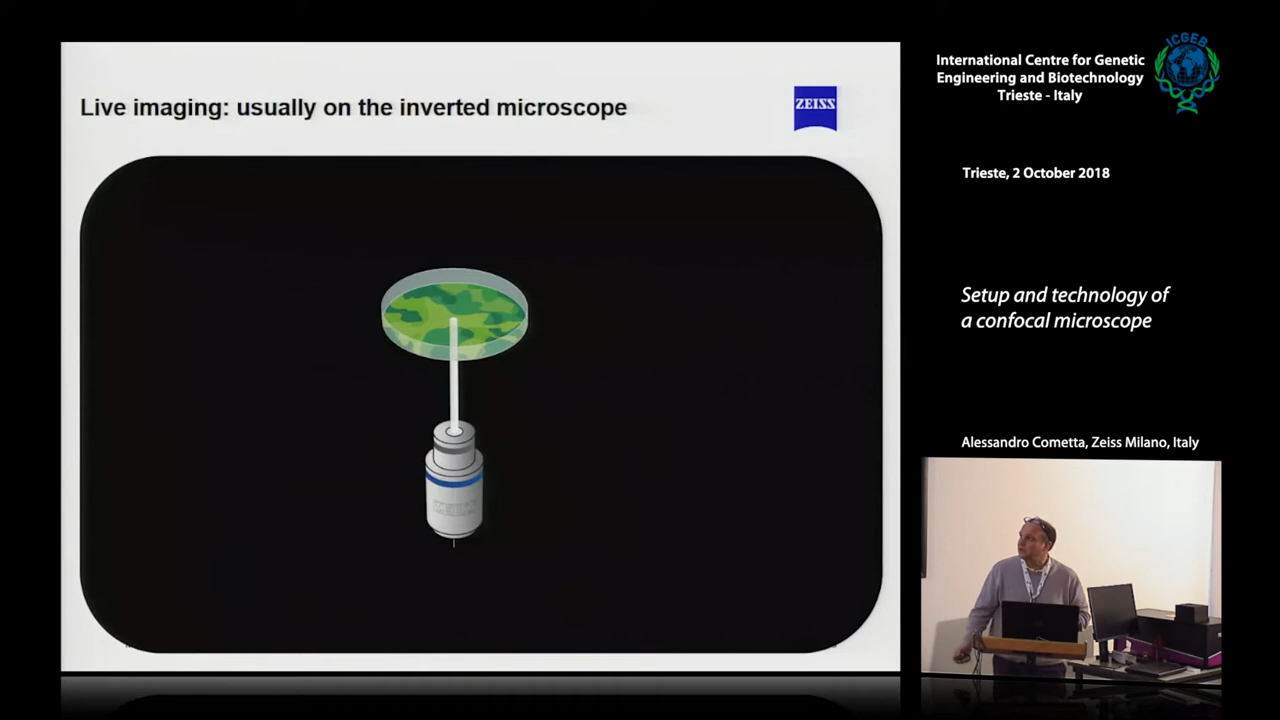 Live imaging: usually on the inverted microscope
ZEISS
International Centre for Genetic
Engineering and Biotechnology
Trieste - Italy
ICGEB
Trieste, 2 October 2018
Setup and technology of
a confocal microscope
Alessandro Cometta, Zeiss Milano, Italy